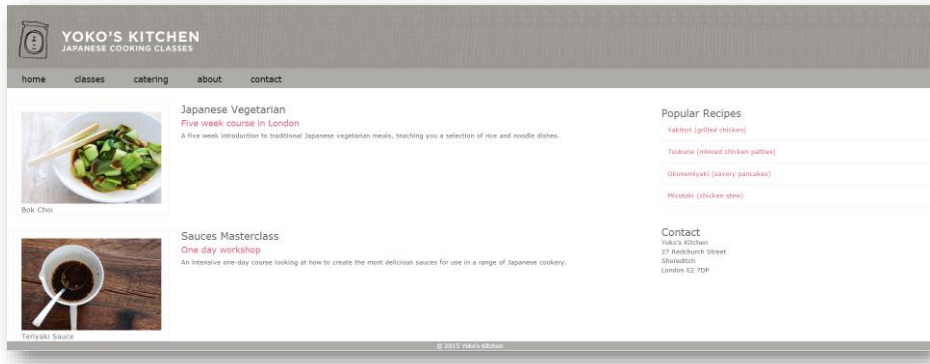 YOKO'S KITCHEN
JAPANESE COOKING CLASSES
home classes catering about contact
Japanese Vegetarian
Five week course in London
A five week introduction to traditional Japanese vegetarian meals, teaching you a selection of rice and noodle dishes.
Bok Choi
Sauces Masterclass
One day workshop
An intensive one-day course looking at how to create the most delicious sauces for use in a range of Japanese cookery.
Teriyaki Sauce
Popular Recipes
Yakitori (grilled chicken)
Tsukune (minced chicken patties)
Okonomiyaki (savory pancakes)
Mizutaki (chicken stew)
Contact
Yoko's Kitchen
27 Redchurch Street
Shoreditch
London E2 7DP
© 2015 Yoko's Kitchen